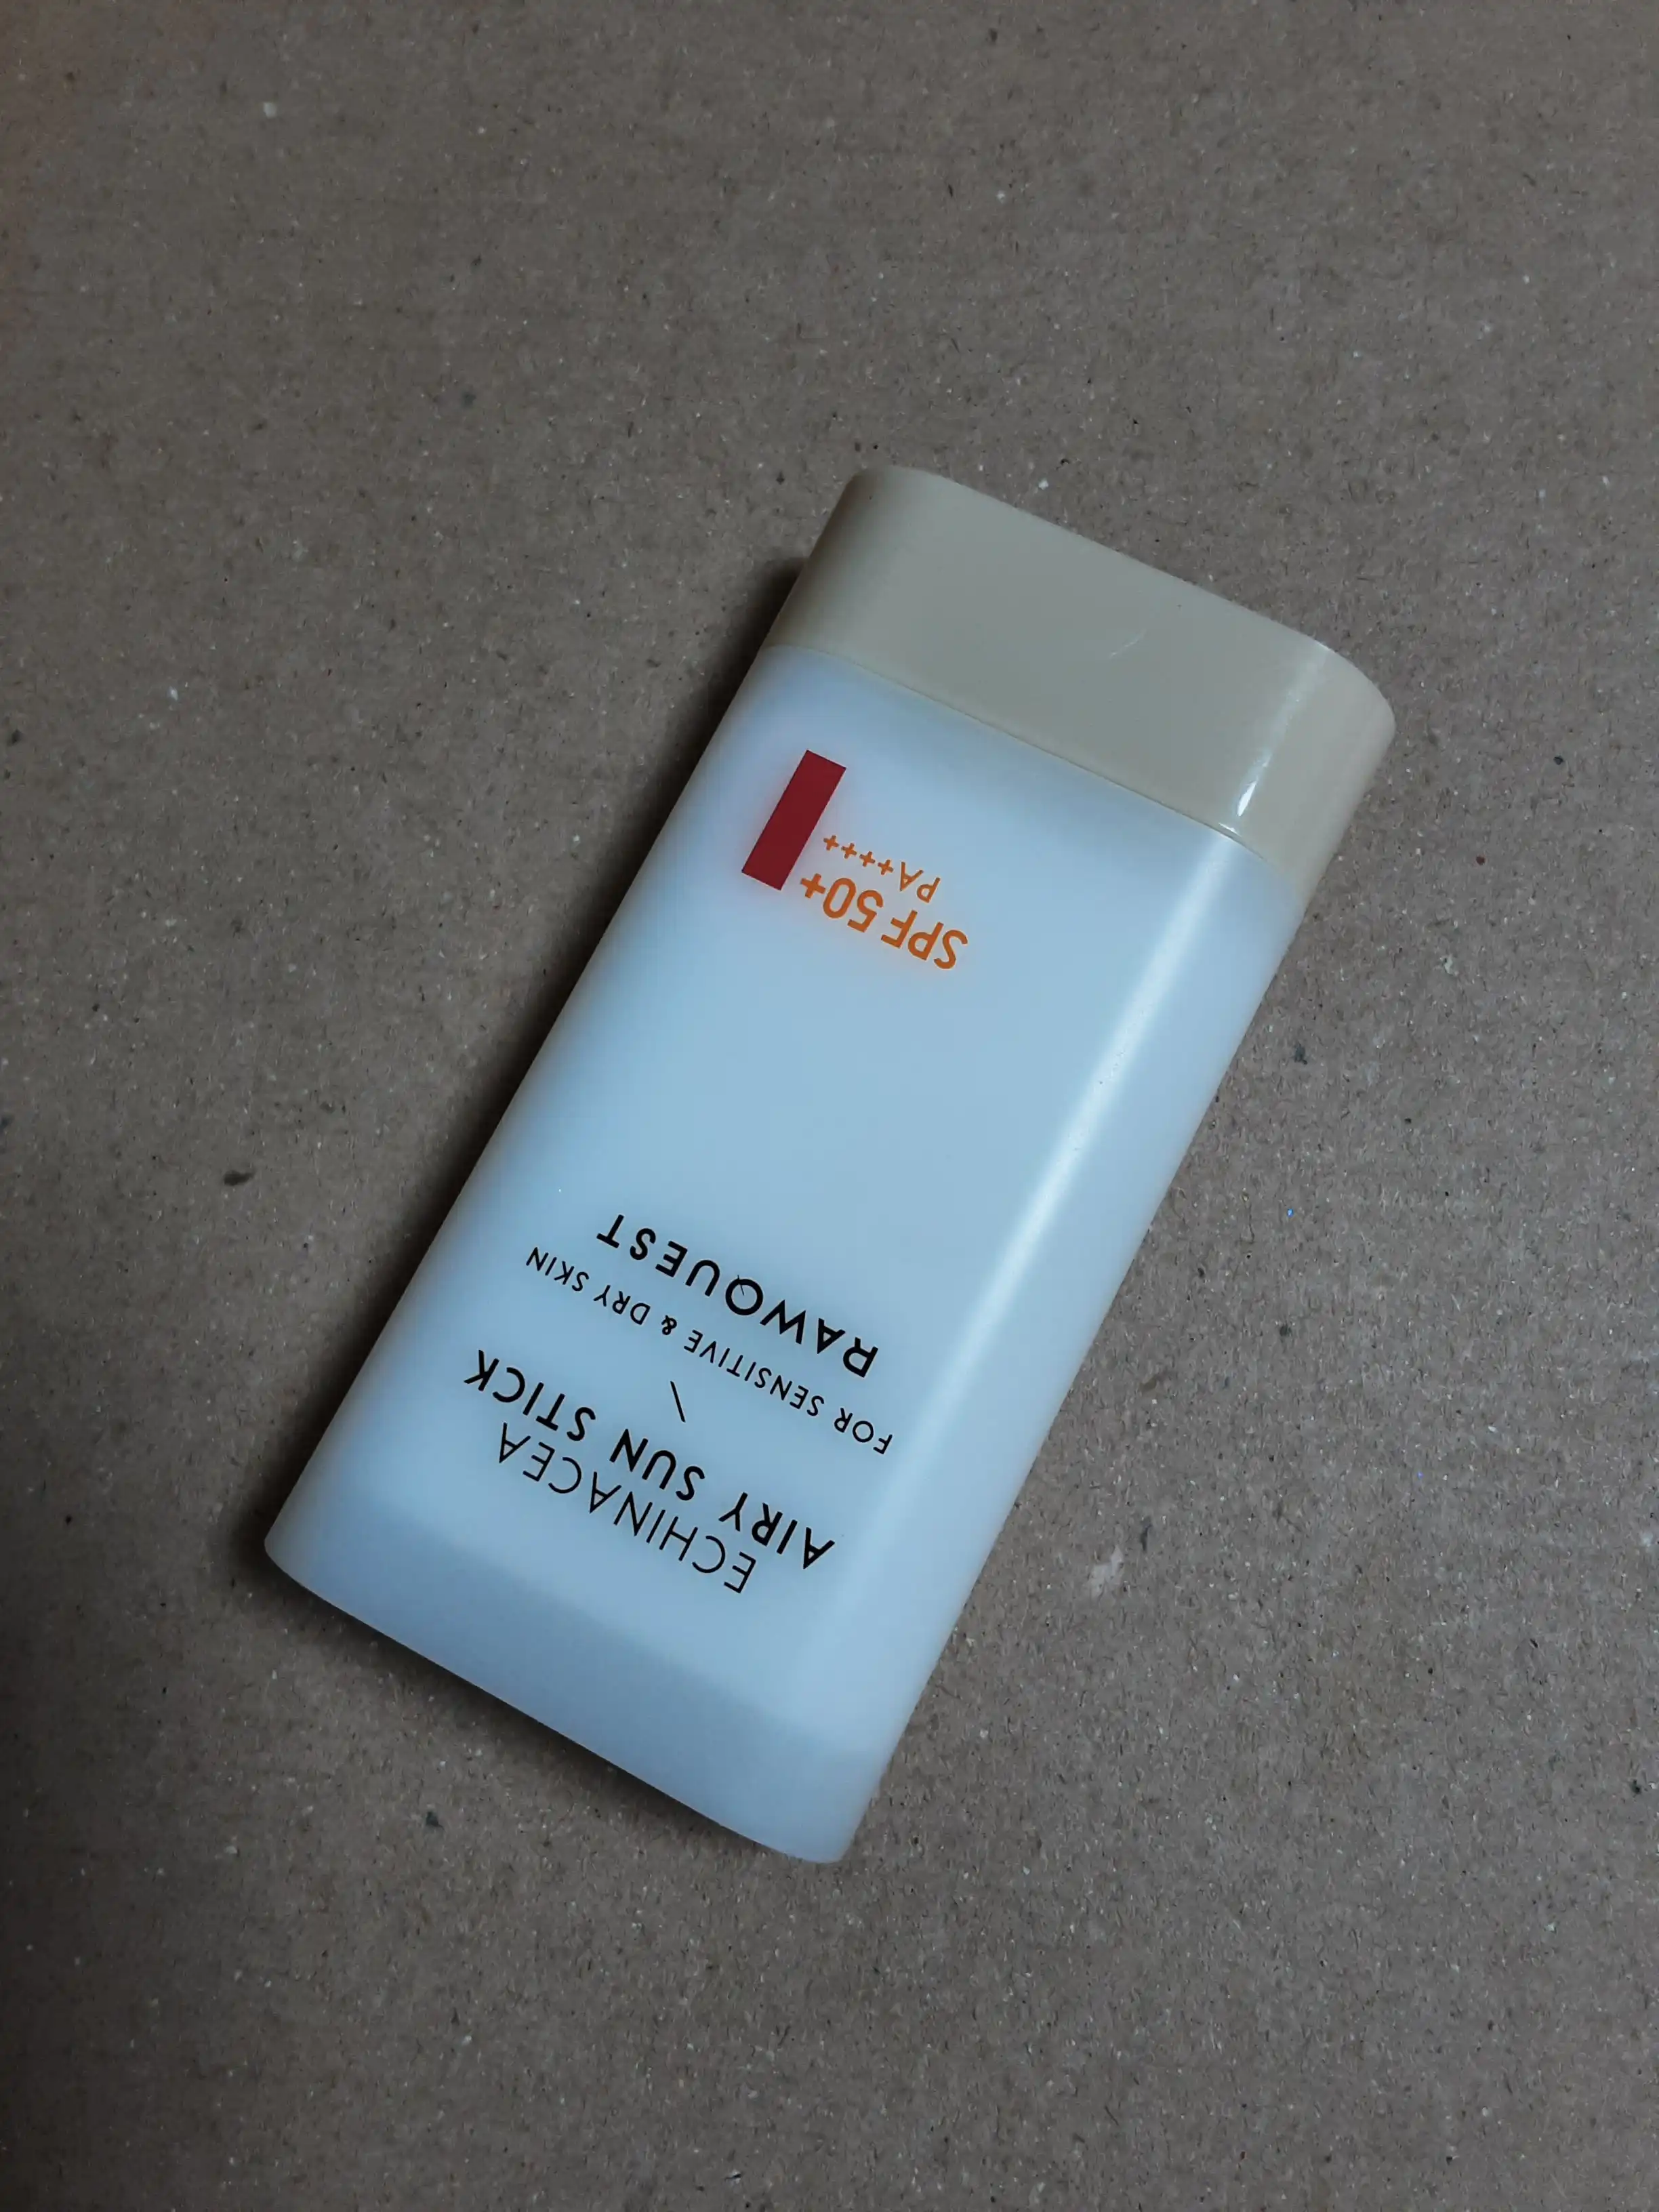 ECHINACEA
AIRY SUN STICK
\
FOR SENSITIVE & DRY SKIN
RAWQUEST
SPF 50+
PA++++